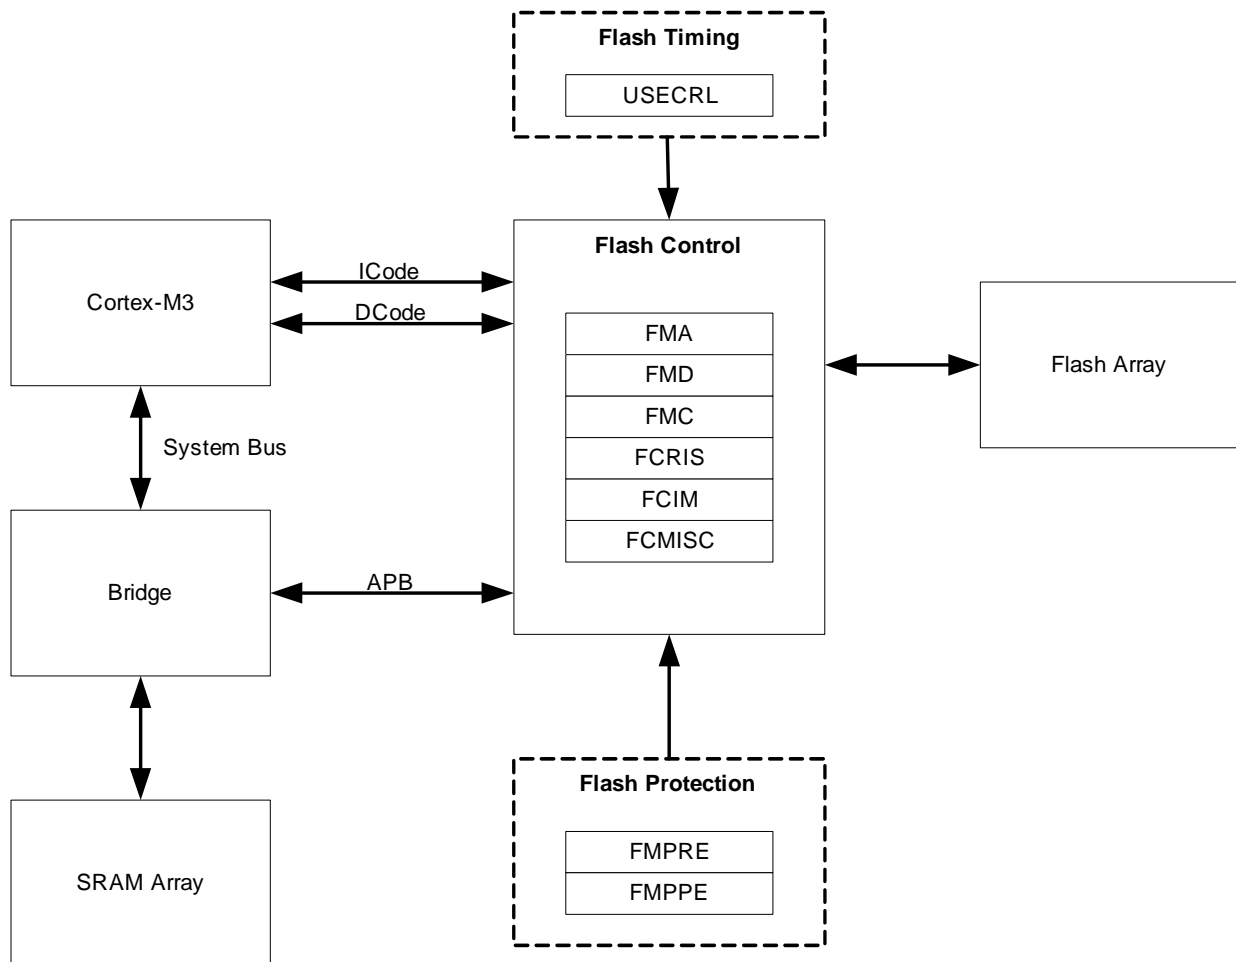 Flash Timing
USECRL
Cortex-M3
ICode
DCode
System Bus
Bridge
APB
SRAM Array
Flash Control
FMA
FMD
FMC
FCRIS
FCIM
FCMISC
Flash Array
Flash Protection
FMPRE
FMPPE